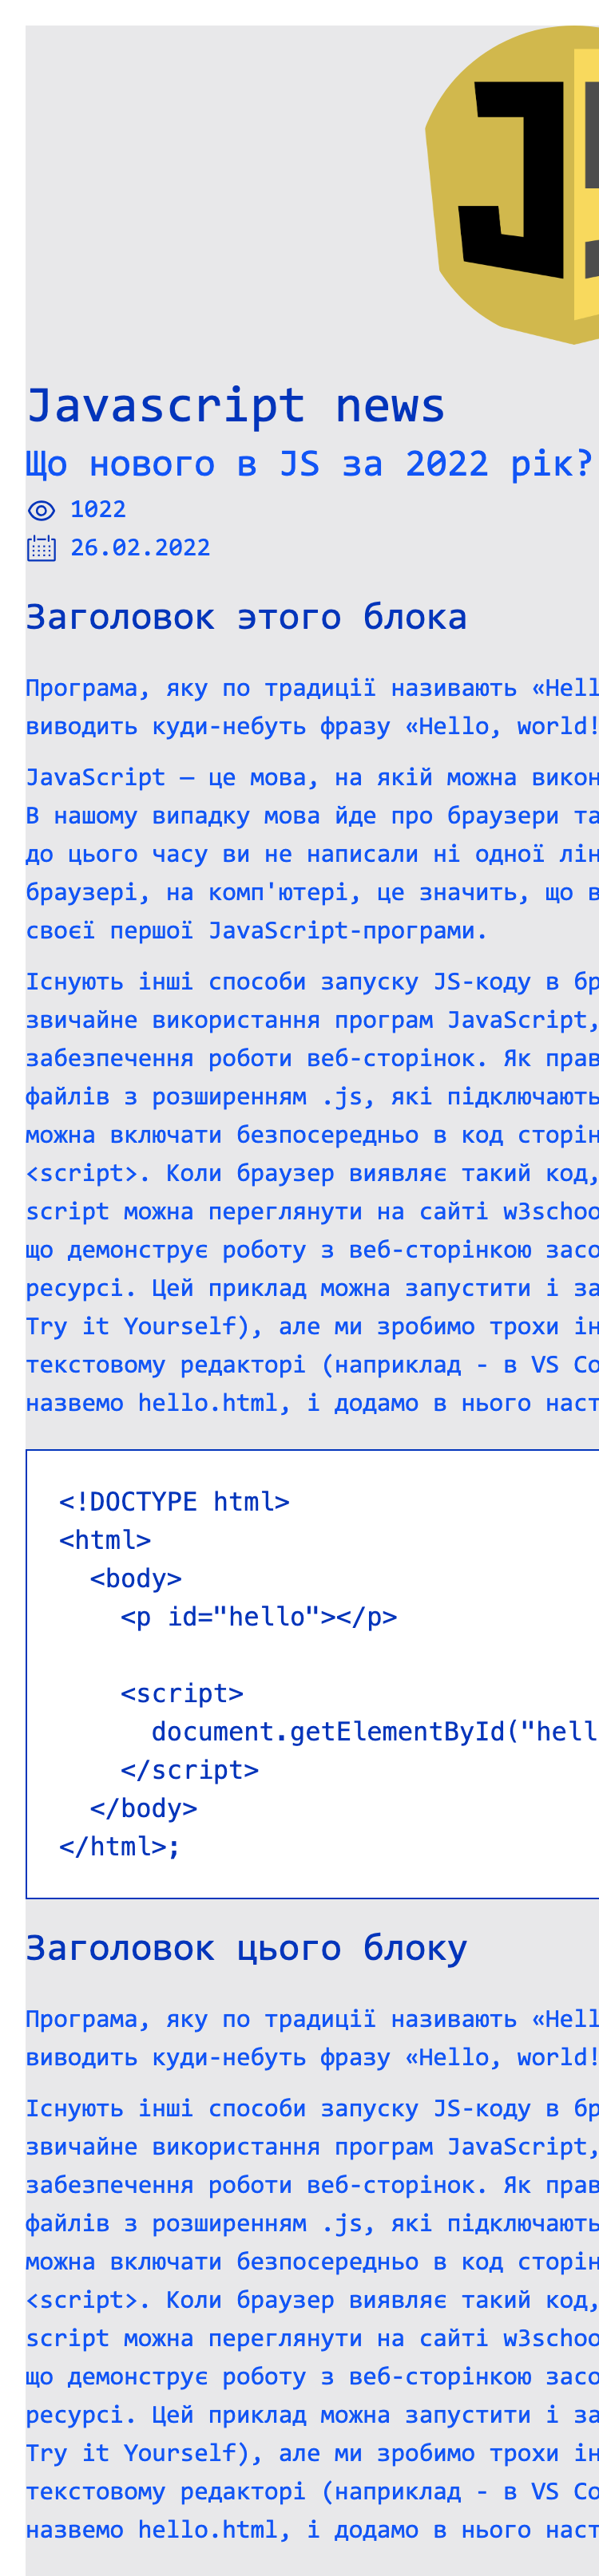 J
Javascript news
Що нового в JS за 2022 рік?
1022
26.02.2022
Заголовок этого блока
Програма, яку по традиції називають «Hell
виводить куди-небуть фразу «Hello, world!
JavaScript — це мова, на якій можна викон
В нашому випадку мова йде про браузери та
до цього часу ви не написали ні одної лін
браузері, на комп'ютері, це значить, що в
своєї першої JavaScript-програми.
Існують інші способи запуску JS-коду в бр
звичайне використання програм JavaScript,
забезпечення роботи веб-сторінок. Як прав
файлів з розширенням .js, які підключають
можна включати безпосередньо в код сторін
<script>. Коли браузер виявляє такий код,
script можна переглянути на сайті w3schoo
що демонструє роботу з веб-сторінкою засо
ресурсі. Цей приклад можна запустити і за
Try it Yourself), але ми зробимо трохи ін
текстовому редакторі (наприклад - в VS Co
назвемо hello.html, і додамо в нього наст
<!DOCTYPE html>
<html>
<body>
<p id="hello"></p>
<script>
document.getElementById("hell
</script>
</body>
</html>;
Заголовок цього блоку
Програма, яку по традиції називають «Hell
виводить куди-небуть фразу «Hello, world!
Існують інші способи запуску JS-коду в бр
звичайне використання програм JavaScript,
забезпечення роботи веб-сторінок. Як прав
файлів з розширенням .js, які підключають
можна включати безпосередньо в код сторін
<script>. Коли браузер виявляє такий код,
script можна переглянути на сайті w3schoo
що демонструє роботу з веб-сторінкою засо
ресурсі. Цей приклад можна запустити і за
Try it Yourself), але ми зробимо трохи ін
текстовому редакторі (наприклад - в VS Co
назвемо hello.html, і додамо в нього наст